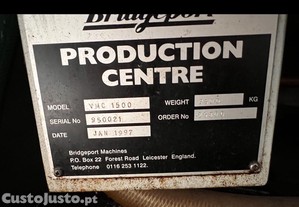 Bridgeport
PRODUCTION
CENTRE
MODEL VMC 1500 WEIGHT KG
SERIAL No 950021 ORDER No
DATE JAN 1997
Bridgeport Machines
P.O. Box 22 Forest Road Leicester England.
Telephone 0116 253 1122.
CustoJusto.pt